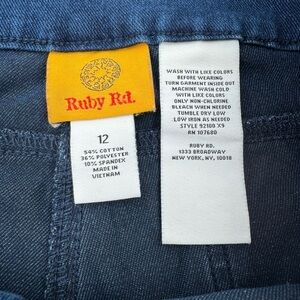 Ruby Rd.
12
54% COTTON
36% POLYESTER
10% SPANDEX
MADE IN
VIETNAM
WASH WITH LIKE COLORS
BEFORE WEARING
TURN GARMENT INSIDE OUT
MACHINE WASH COLD
WITH LIKE COLORS
ONLY NON-CHLORINE
BLEACH WHEN NEEDED
TUMBLE DRY LOW
LOW IRON AS NEEDED
STYLE 92100 X9
RN 107680
RUBY RD.
1333 BROADWAY
NEW YORK, NY, 10018